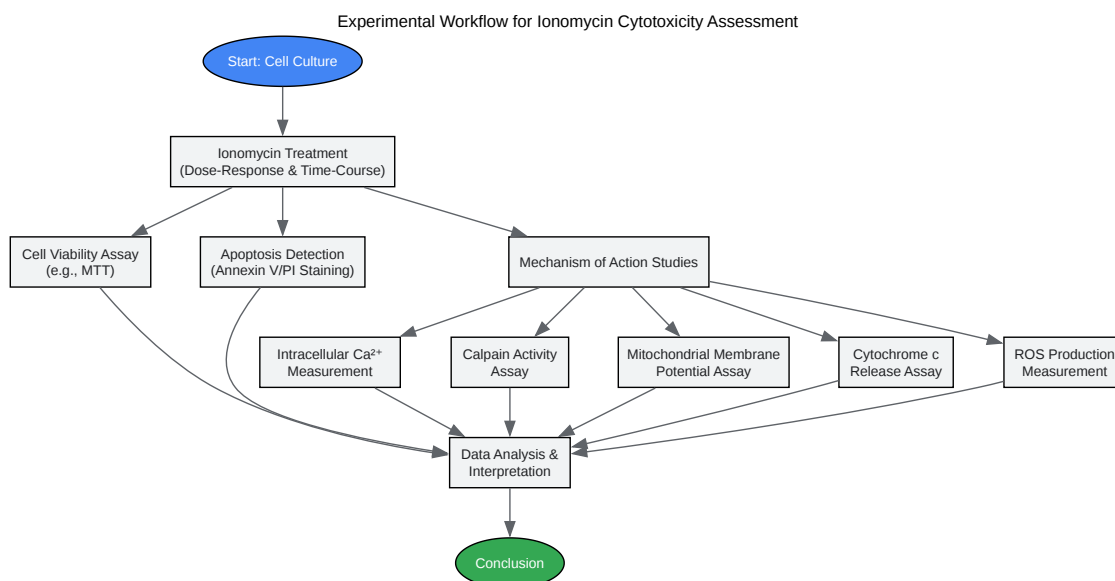 Experimental Workflow for Ionomycin Cytotoxicity Assessment
Start: Cell Culture
Ionomycin Treatment
(Dose-Response & Time-Course)
Cell Viability Assay
(e.g., MTT)
Apoptosis Detection
(Annexin V/PI Staining)
Mechanism of Action Studies
Intracellular Ca²⁺
Measurement
Calpain Activity
Assay
Mitochondrial Membrane
Potential Assay
Cytochrome c
Release Assay
ROS Production
Measurement
Data Analysis &
Interpretation
Conclusion